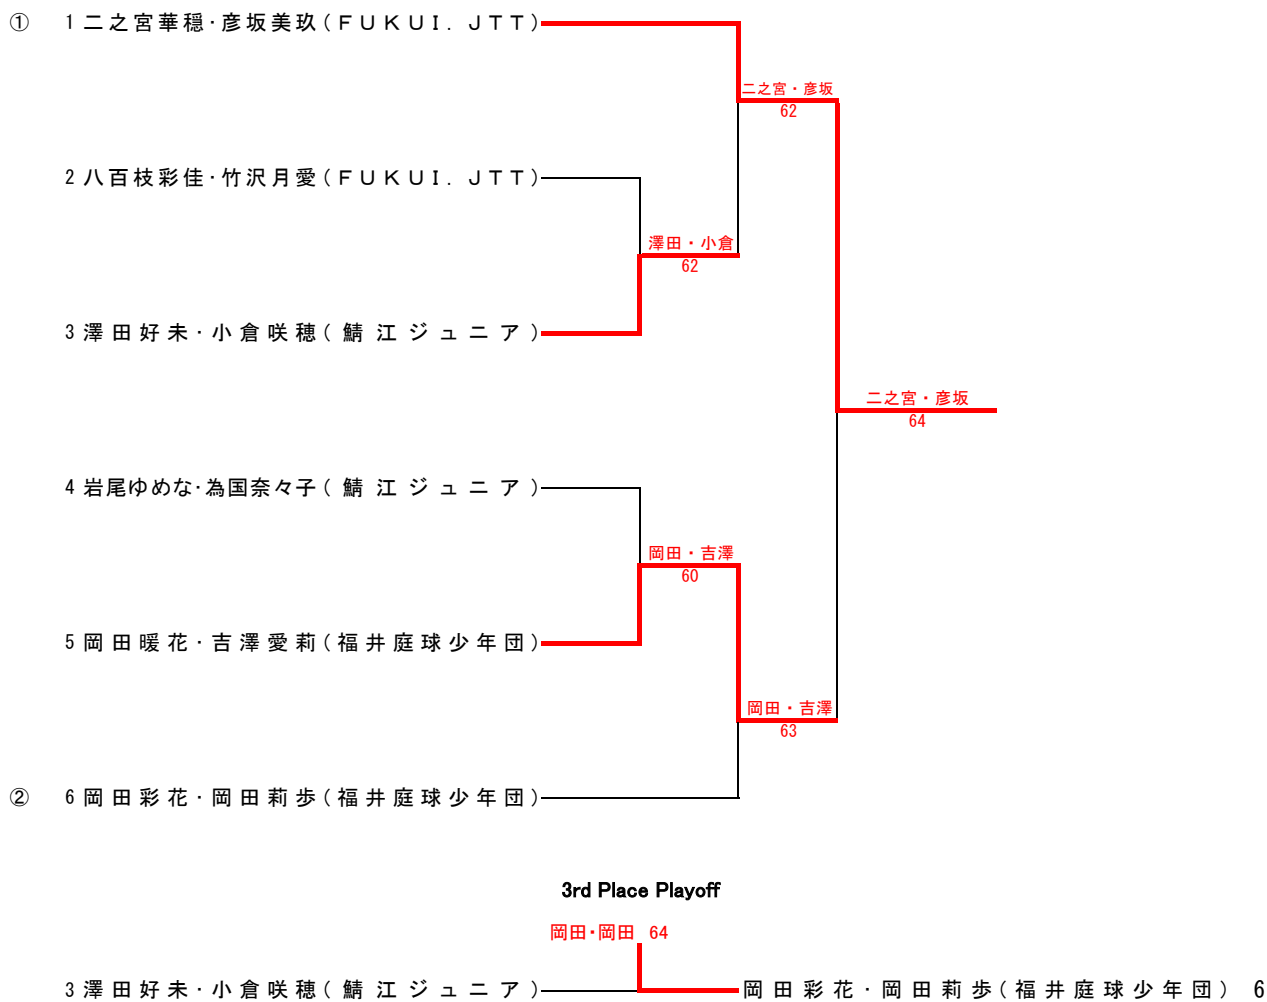 ① 1 二之宮華穏・彦坂美玖(ＦＵＫＵＩ．ＪＴＴ)
二之宮・彦坂
62
2 八百枝彩佳・竹沢月愛(ＦＵＫＵＩ．ＪＴＴ)
澤田・小倉
62
3 澤田好未・小倉咲穂(鯖江ジュニア)
二之宮・彦坂
64
4 岩尾ゆめな・為国奈々子(鯖江ジュニア)
岡田・吉澤
60
5 岡田暖花・吉澤愛莉(福井庭球少年団)
岡田・吉澤
63
② 6 岡田彩花・岡田莉歩(福井庭球少年団)
3rd Place Playoff
岡田・岡田 64
3 澤田好未・小倉咲穂(鯖江ジュニア) 岡田彩花・岡田莉歩(福井庭球少年団) 6